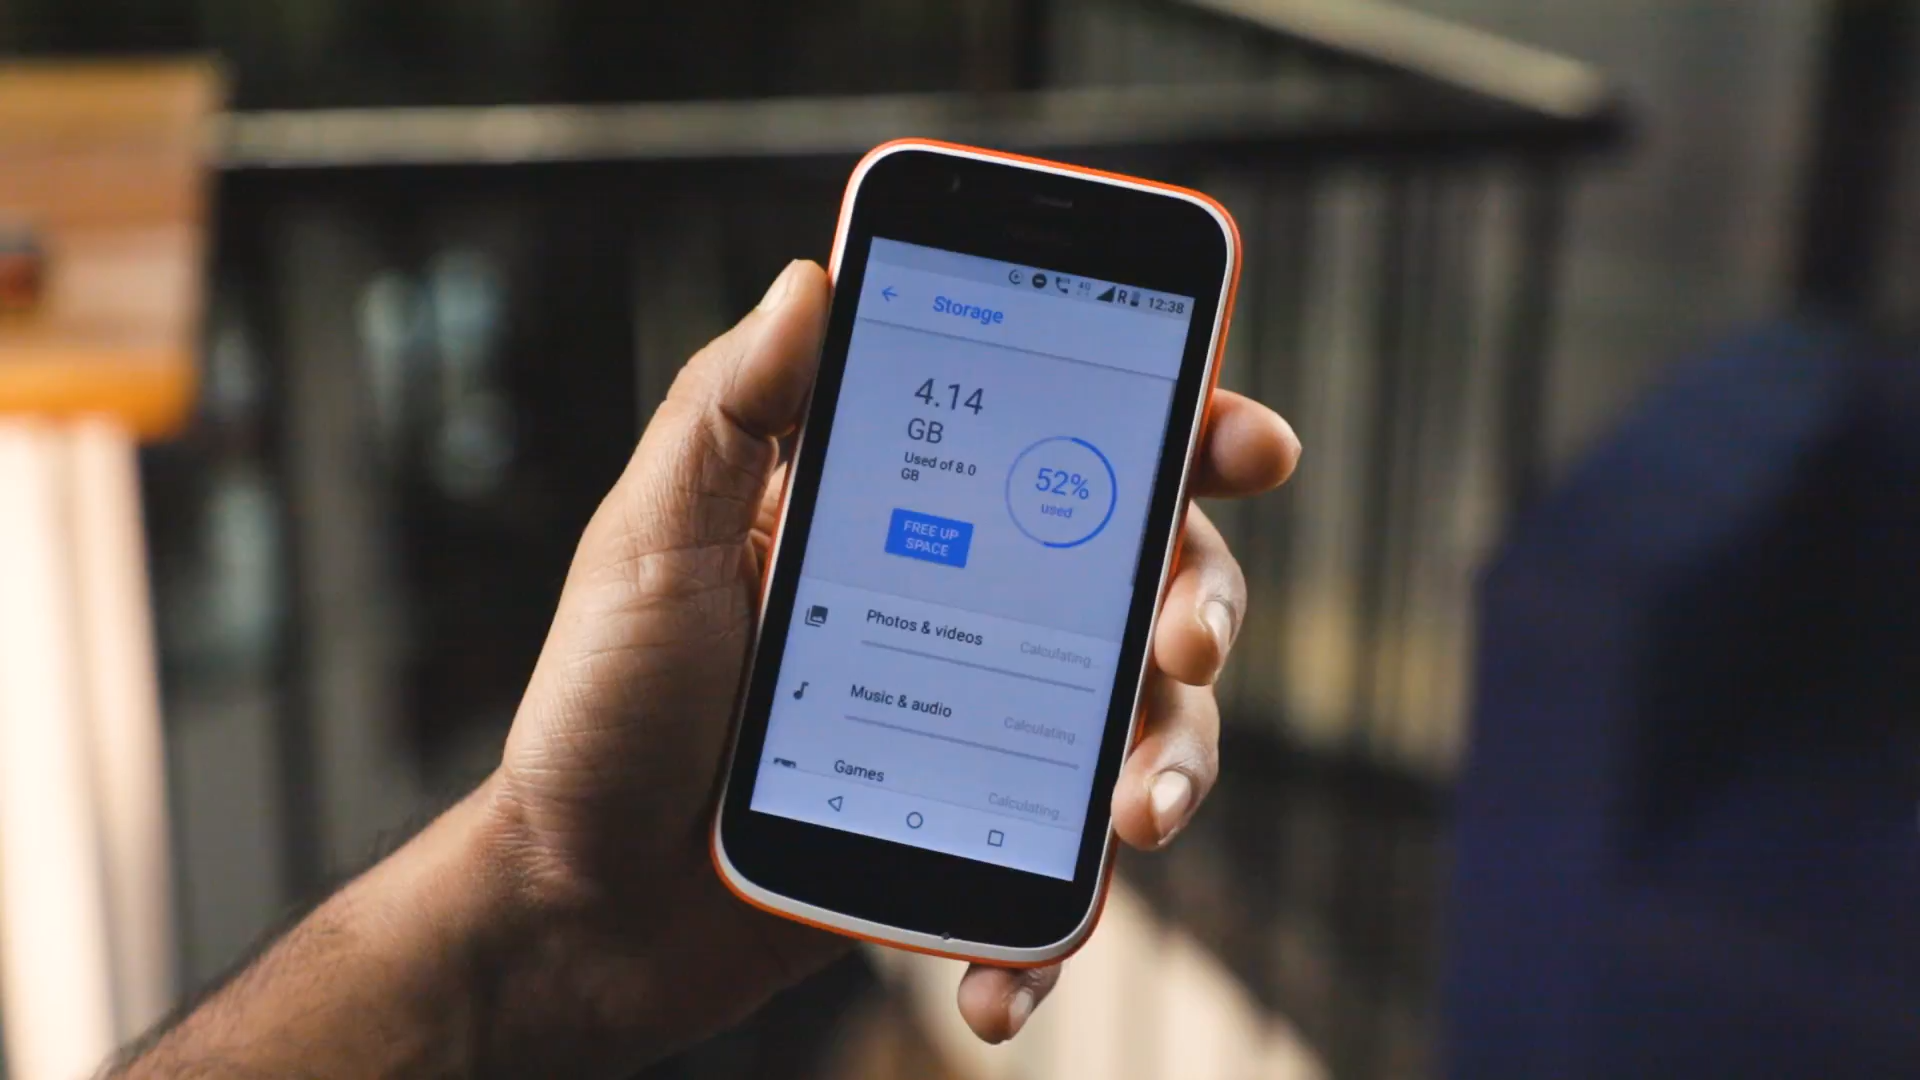 4G R 12:38
Storage
4.14
GB
Used of 8.0
GB
52%
used
FREE UP
SPACE
Photos & videos Calculating...
Music & audio Calculating
Games Calculating...